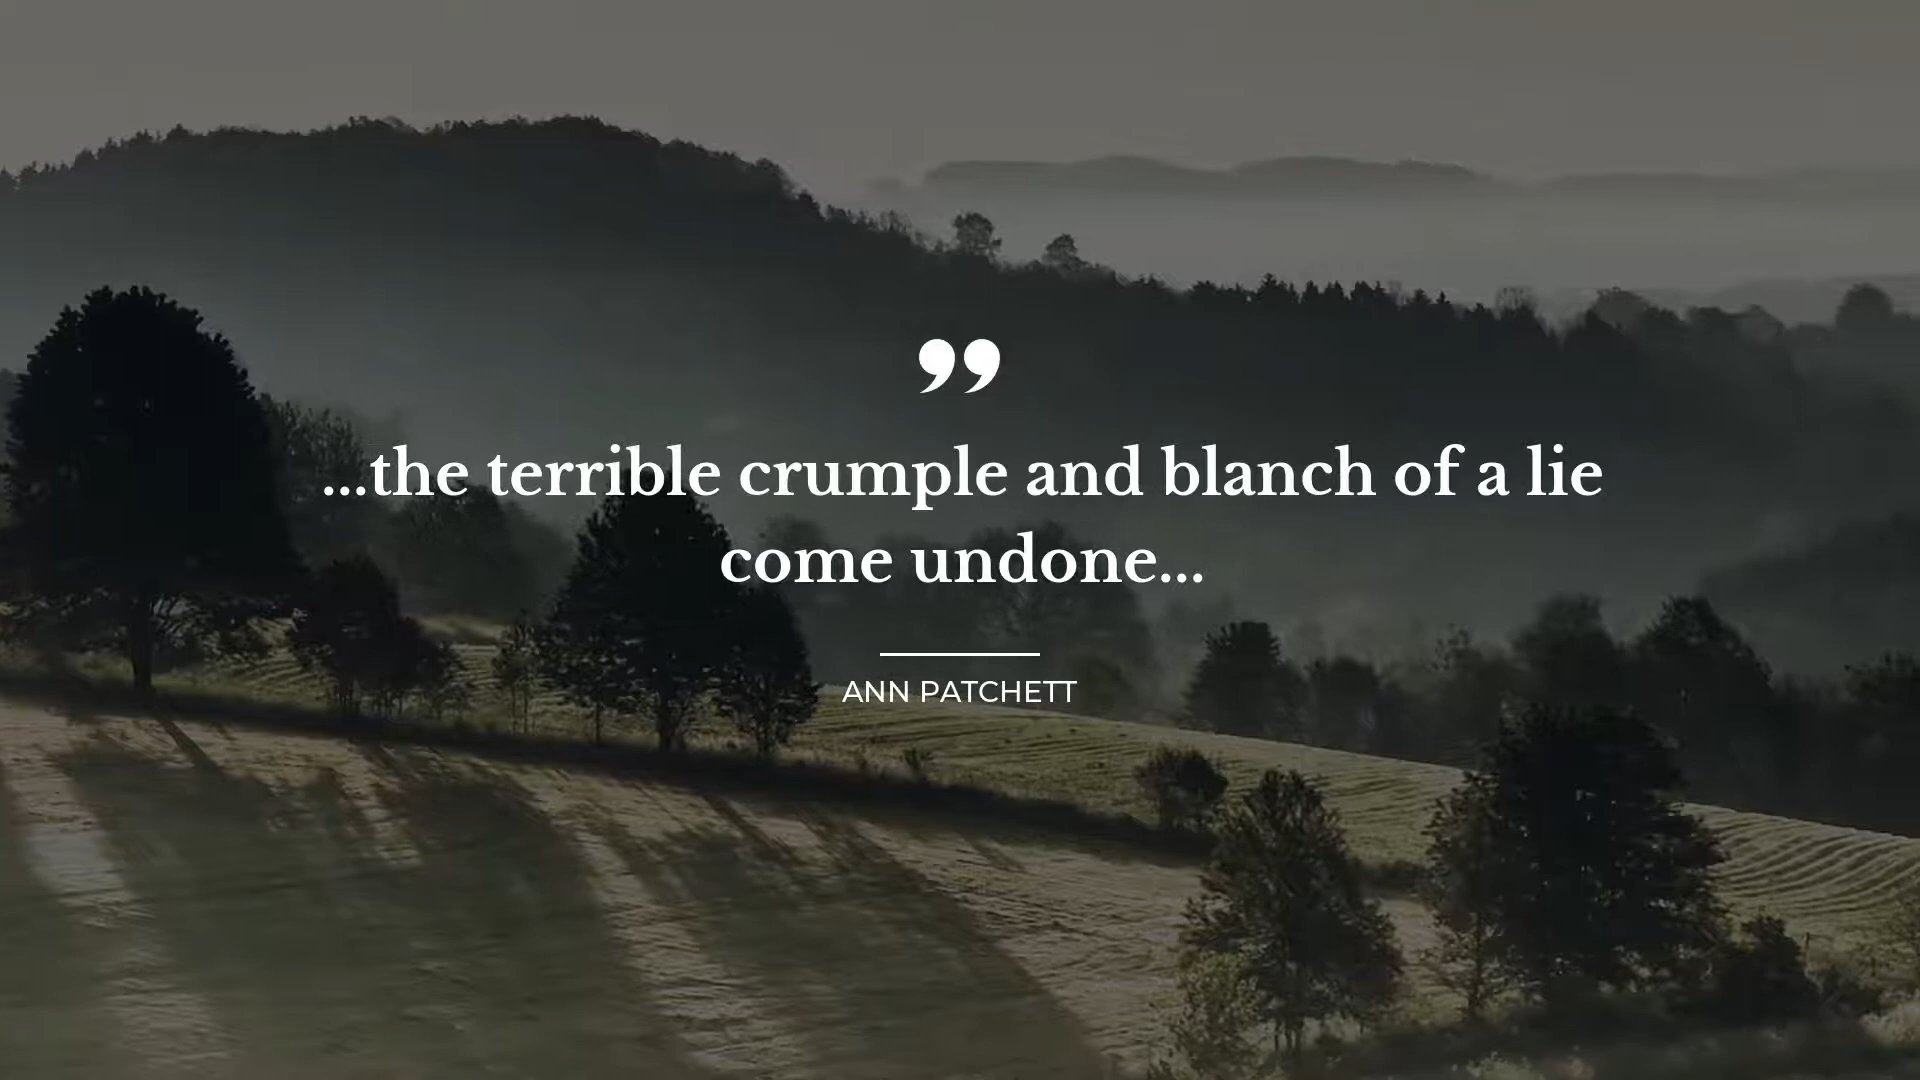 ”
...the terrible crumple and blanch of a lie
come undone...
ANN PATCHETT